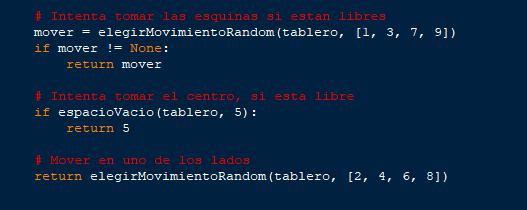 # Intenta tomar las esquinas si estan libres
mover = elegirMovimientoRandom(tablero, [1, 3, 7, 9])
if mover != None:
return mover
# Intenta tomar el centro, si esta libre
if espacioVacio(tablero, 5):
return 5
# Mover en uno de los lados
return elegirMovimientoRandom(tablero, [2, 4, 6, 8])